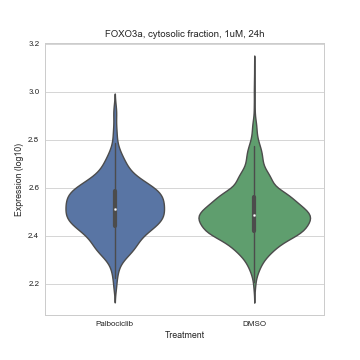 FOXO3a, cytosolic fraction, 1uM, 24h
3.2
3.0
2.8
2.6
2.4
2.2
Expression (log10)
Palbociclib
DMSO
Treatment